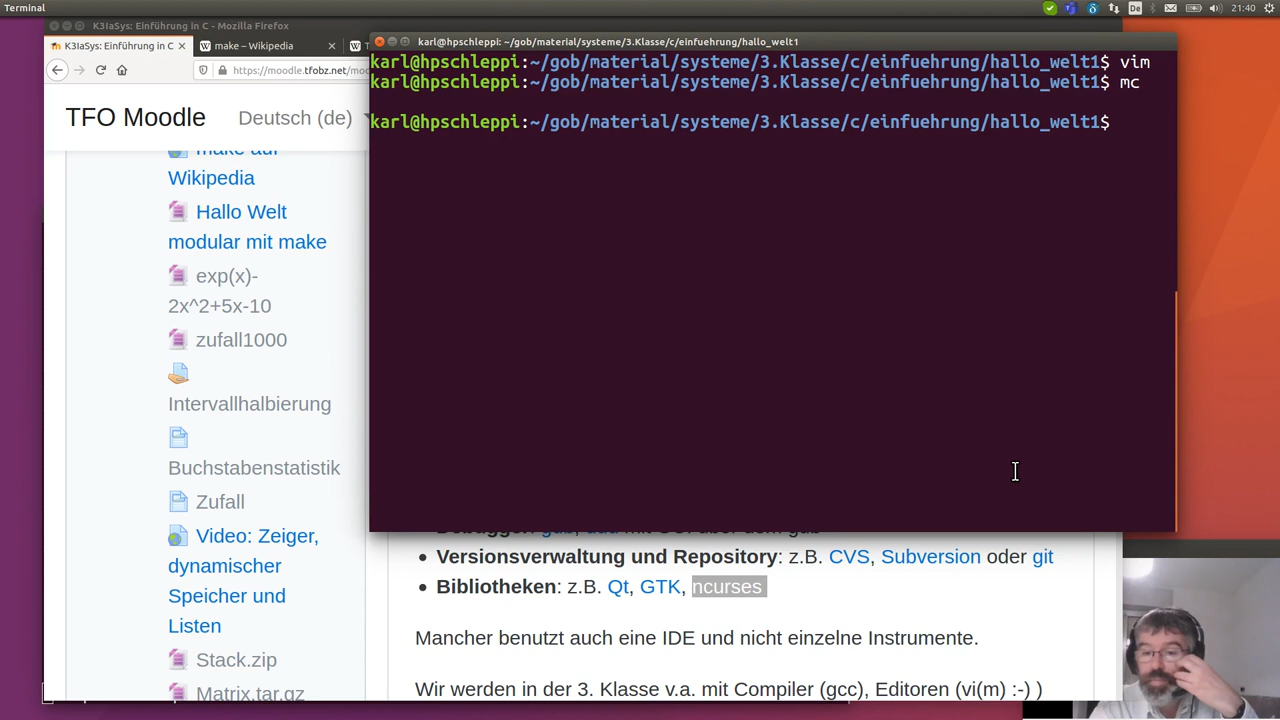 Terminal
De
21:40
K3IaSys: Einführung in C - Mozilla Firefox
K3IaSys: Einführung in C
make – Wikipedia
https://moodle.tfobz.net/moo
TFO Moodle
Deutsch (de)
make auf
Wikipedia
Hallo Welt
modular mit make
exp(x)-
2x^2+5x-10
zufall1000
Intervallhalbierung
Buchstabenstatistik
Zufall
Video: Zeiger,
dynamischer
Speicher und
Listen
Stack.zip
Matrix.tar.gz
karl@hpschleppi: ~/gob/material/systeme/3.Klasse/c/einfuehrung/hallo_welt1
karl@hpschleppi:~/gob/material/systeme/3.Klasse/c/einfuehrung/hallo_welt1$ vim
karl@hpschleppi:~/gob/material/systeme/3.Klasse/c/einfuehrung/hallo_welt1$ mc
karl@hpschleppi:~/gob/material/systeme/3.Klasse/c/einfuehrung/hallo_welt1$
Versionsverwaltung und Repository: z.B. CVS, Subversion oder git
Bibliotheken: z.B. Qt, GTK, ncurses
Mancher benutzt auch eine IDE und nicht einzelne Instrumente.
Wir werden in der 3. Klasse v.a. mit Compiler (gcc), Editoren (vi(m) :-) )